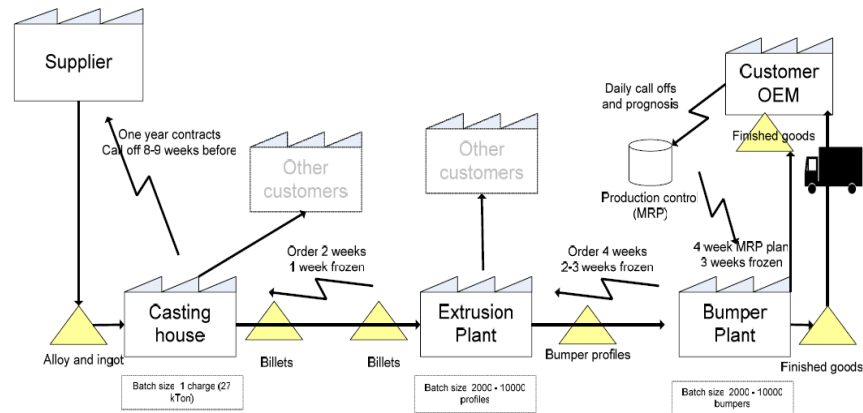 Supplier
Customer
OEM
Daily call offs
and prognosis
One year contracts
Call off 8-9 weeks before
Other
customers
Other
customers
Finished goods
Production control
(MRP)
Order 2 weeks
1 week frozen
Order 4 weeks
2-3 weeks frozen
4 week MRP plan
3 weeks frozen
Casting
house
Extrusion
Plant
Bumper
Plant
Alloy and ingot
Billets
Billets
Bumper profiles
Finished goods
Batch size 1 charge (27
kTon)
Batch size 2000 - 10000
profiles
Batch size 2000 - 10000
bumpers